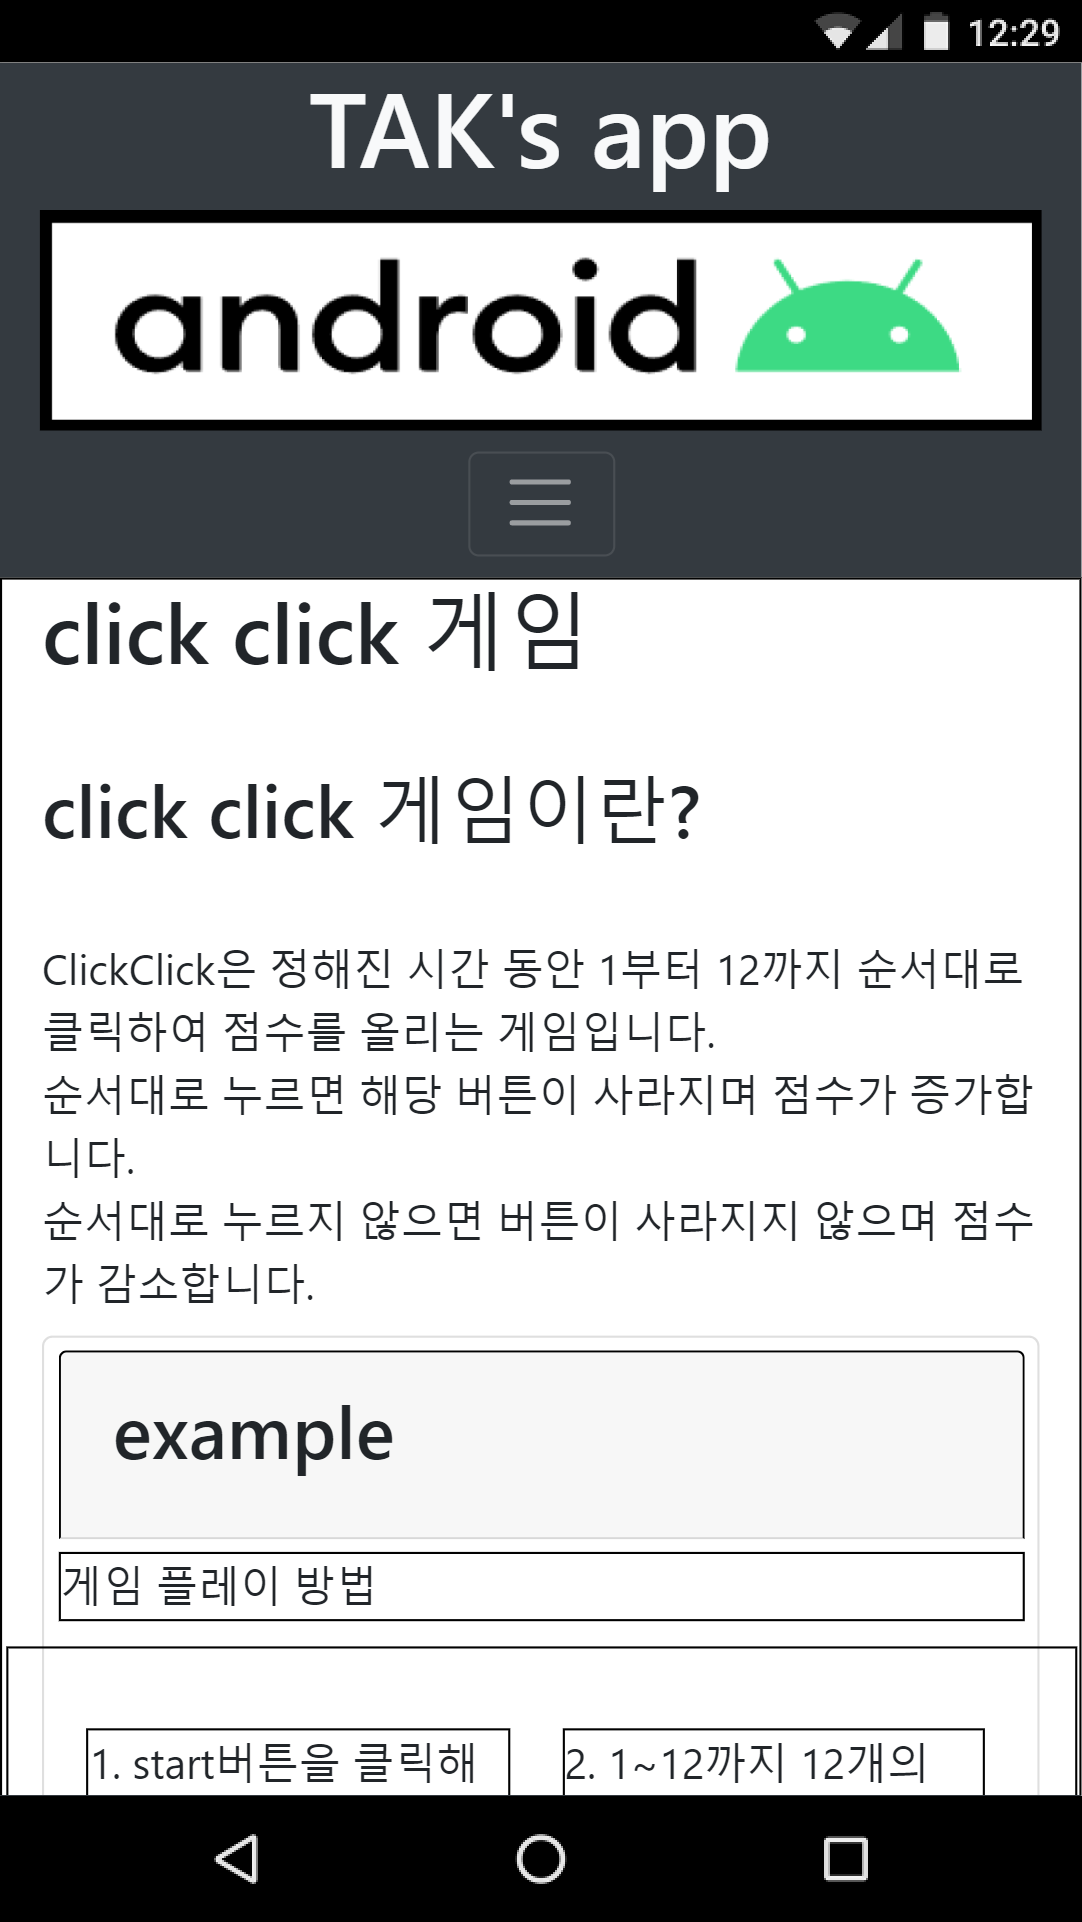 12:29
TAK's app
android
click click 게임
click click 게임이란?
ClickClick은 정해진 시간 동안 1부터 12까지 순서대로
클릭하여 점수를 올리는 게임입니다.
순서대로 누르면 해당 버튼이 사라지며 점수가 증가합
니다.
순서대로 누르지 않으면 버튼이 사라지지 않으며 점수
가 감소합니다.
example
게임 플레이 방법
1. start버튼을 클릭해
2. 1~12까지 12개의